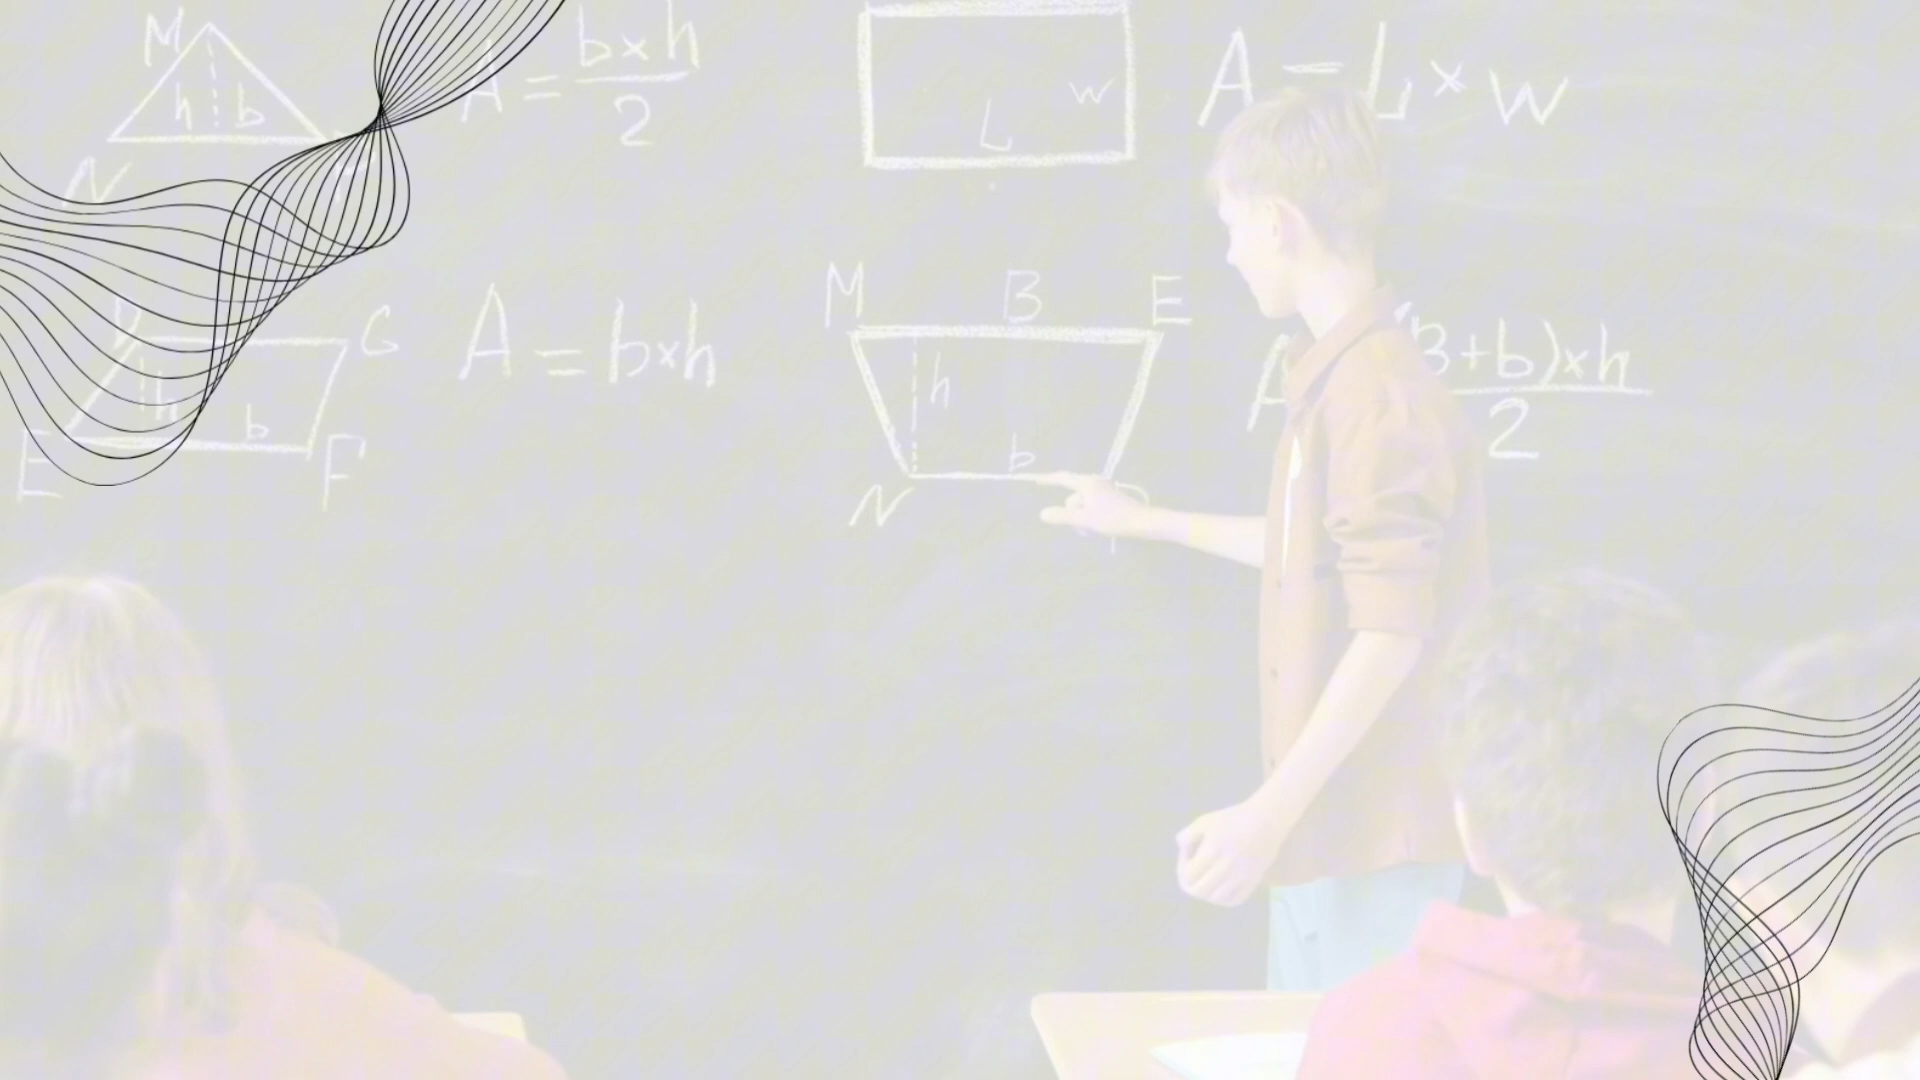 M
h b
N
A = b×h / 2
L
w
A = L × w
G
h
b
E F
A = b×h
M B E
h
b
N
A
B+b)×h
2